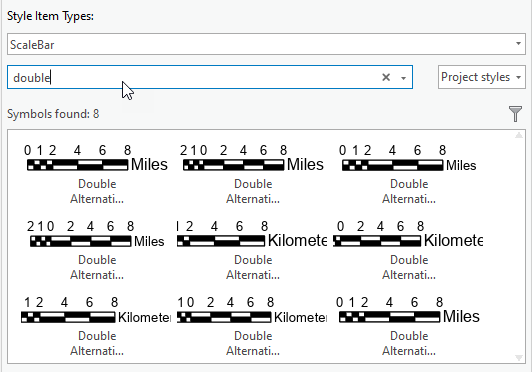 Style Item Types:
ScaleBar
double
Project styles
Symbols found: 8
0 1 2 4 6 8 Miles
2 1 0 4 6 8 Miles
0 1 2 4 6 8 Miles
Double
Alternati...
Double
Alternati...
Double
Alternati...
2 1 0 2 4 6 8 Miles
2 4 6 8 Kilomete
0 2 4 6 8 Kilomete
Double
Alternati...
Double
Alternati...
Double
Alternati...
1 2 4 6 8 Kilomete
1 0 4 6 8 Kilomete
0 1 2 4 6 8 Miles
Double
Alternati...
Double
Alternati...
Double
Alternati...